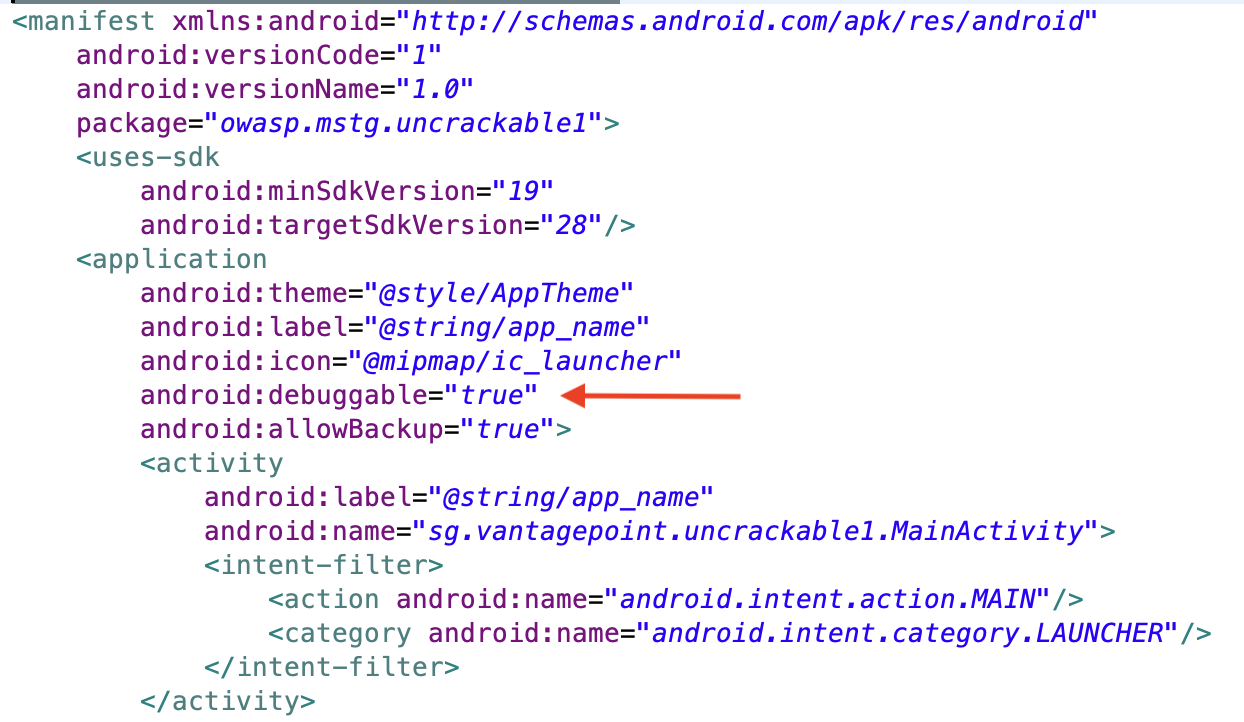 <manifest xmlns:android="http://schemas.android.com/apk/res/android"
    android:versionCode="1"
    android:versionName="1.0"
    package="owasp.mstg.uncrackable1">
    <uses-sdk
        android:minSdkVersion="19"
        android:targetSdkVersion="28"/>
    <application
        android:theme="@style/AppTheme"
        android:label="@string/app_name"
        android:icon="@mipmap/ic_launcher"
        android:debuggable="true"
        android:allowBackup="true">
        <activity
            android:label="@string/app_name"
            android:name="sg.vantagepoint.uncrackable1.MainActivity">
            <intent-filter>
                <action android:name="android.intent.action.MAIN"/>
                <category android:name="android.intent.category.LAUNCHER"/>
            </intent-filter>
        </activity>